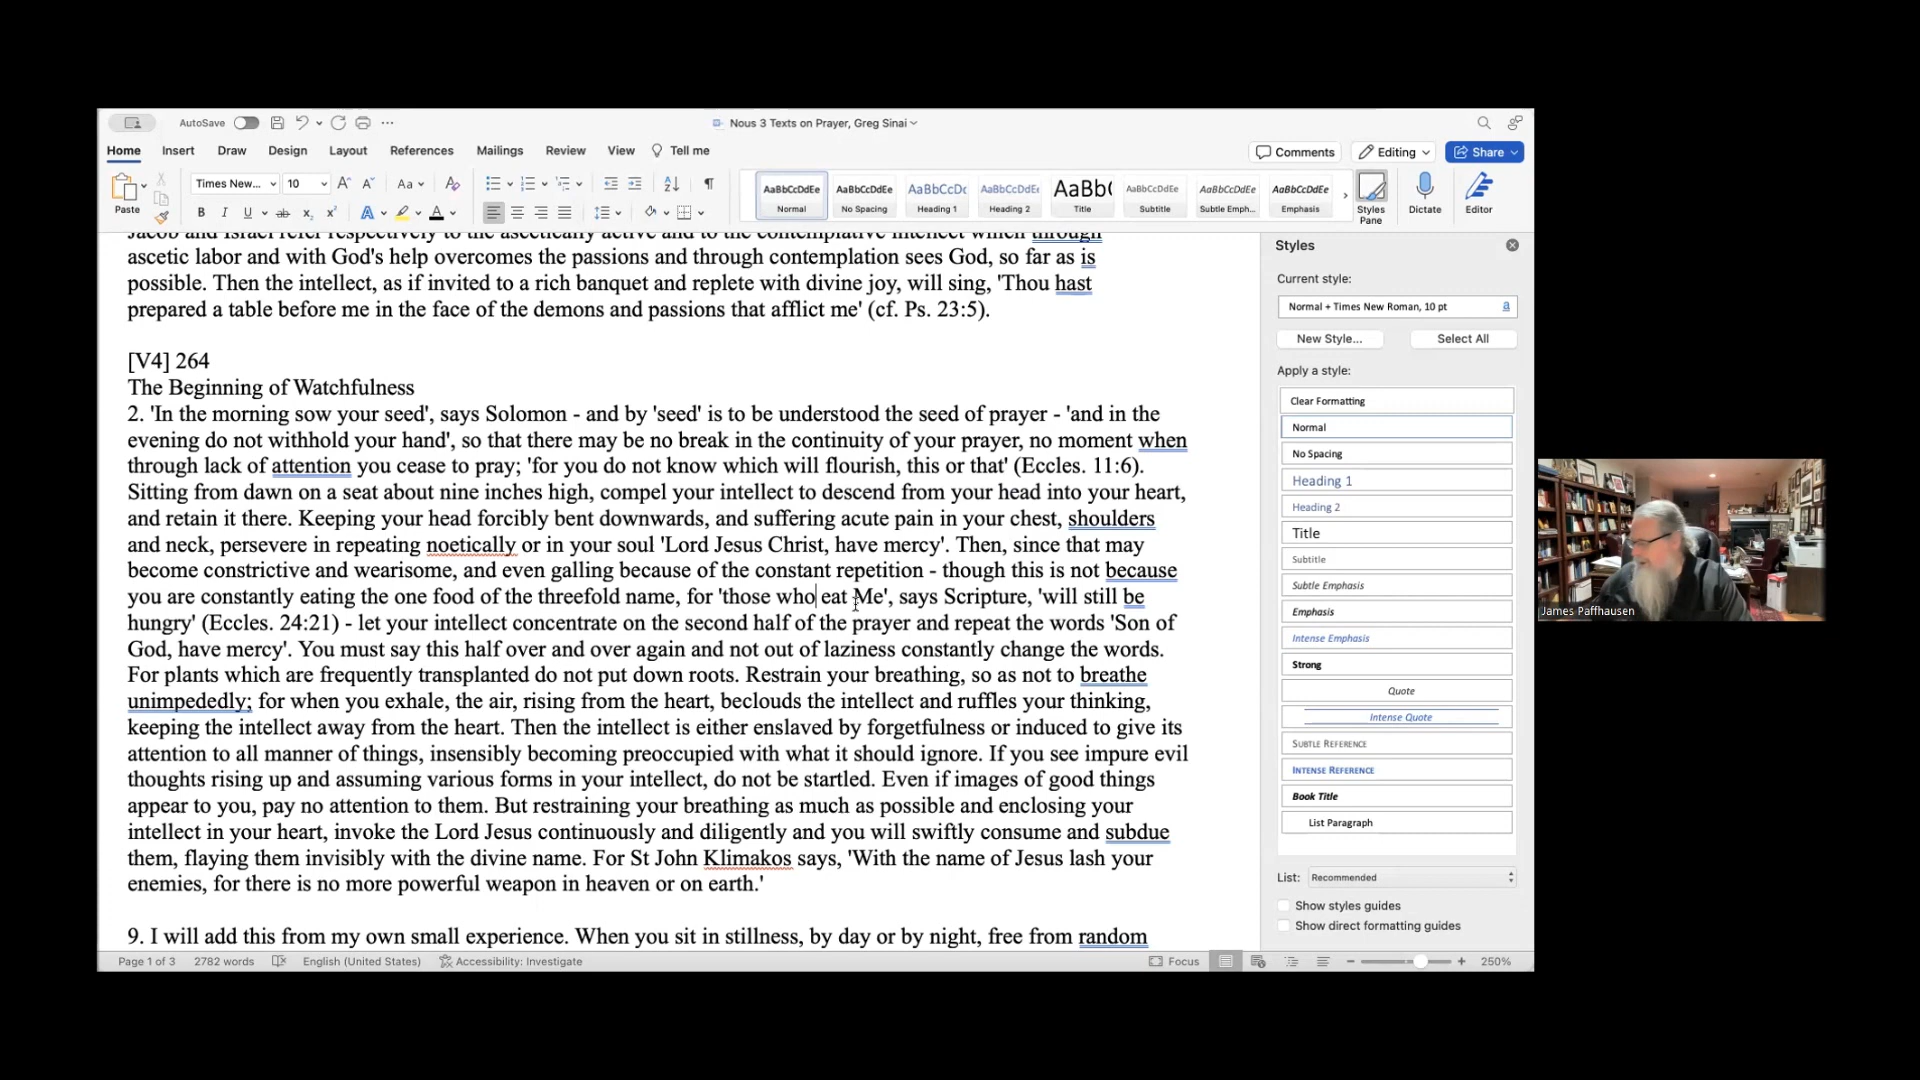 AutoSave
Nous 3 Texts on Prayer, Greg Sinai
Home Insert Draw Design Layout References Mailings Review View Tell me
Comments Editing Share
Paste
Times New... 10 Aa
B I U ab x₂ x² A A
AaBbCcDdEe Normal
AaBbCcDdEe No Spacing
AaBbCcDc Heading 1
AaBbCcDdEe Heading 2
AaBb( Title
AaBbCcDdEe Subtitle
AaBbCcDdEe Subtle Emph...
AaBbCcDdEe Emphasis
Styles Pane
Dictate
Editor
Jacob and Israel refer respectively to the ascetically active and to the contemplative intellect which through
ascetic labor and with God's help overcomes the passions and through contemplation sees God, so far as is
possible. Then the intellect, as if invited to a rich banquet and replete with divine joy, will sing, 'Thou hast
prepared a table before me in the face of the demons and passions that afflict me' (cf. Ps. 23:5).
[V4] 264
The Beginning of Watchfulness
2. 'In the morning sow your seed', says Solomon - and by 'seed' is to be understood the seed of prayer - 'and in the
evening do not withhold your hand', so that there may be no break in the continuity of your prayer, no moment when
through lack of attention you cease to pray; 'for you do not know which will flourish, this or that' (Eccles. 11:6).
Sitting from dawn on a seat about nine inches high, compel your intellect to descend from your head into your heart,
and retain it there. Keeping your head forcibly bent downwards, and suffering acute pain in your chest, shoulders
and neck, persevere in repeating noetically or in your soul 'Lord Jesus Christ, have mercy'. Then, since that may
become constrictive and wearisome, and even galling because of the constant repetition - though this is not because
you are constantly eating the one food of the threefold name, for 'those who eat Me', says Scripture, 'will still be
hungry' (Eccles. 24:21) - let your intellect concentrate on the second half of the prayer and repeat the words 'Son of
God, have mercy'. You must say this half over and over again and not out of laziness constantly change the words.
For plants which are frequently transplanted do not put down roots. Restrain your breathing, so as not to breathe
unimpededly; for when you exhale, the air, rising from the heart, beclouds the intellect and ruffles your thinking,
keeping the intellect away from the heart. Then the intellect is either enslaved by forgetfulness or induced to give its
attention to all manner of things, insensibly becoming preoccupied with what it should ignore. If you see impure evil
thoughts rising up and assuming various forms in your intellect, do not be startled. Even if images of good things
appear to you, pay no attention to them. But restraining your breathing as much as possible and enclosing your
intellect in your heart, invoke the Lord Jesus continuously and diligently and you will swiftly consume and subdue
them, flaying them invisibly with the divine name. For St John Klimakos says, 'With the name of Jesus lash your
enemies, for there is no more powerful weapon in heaven or on earth.'
9. I will add this from my own small experience. When you sit in stillness, by day or by night, free from random
Styles
Current style:
Normal + Times New Roman, 10 pt a
New Style... Select All
Apply a style:
Clear Formatting
Normal
No Spacing
Heading 1
Heading 2
Title
Subtitle
Subtle Emphasis
Emphasis
Intense Emphasis
Strong
Quote
Intense Quote
Subtle Reference
Intense Reference
Book Title
List Paragraph
List: Recommended
Show styles guides
Show direct formatting guides
James Paffhausen
Page 1 of 3 2782 words English (United States) Accessibility: Investigate Focus 250%